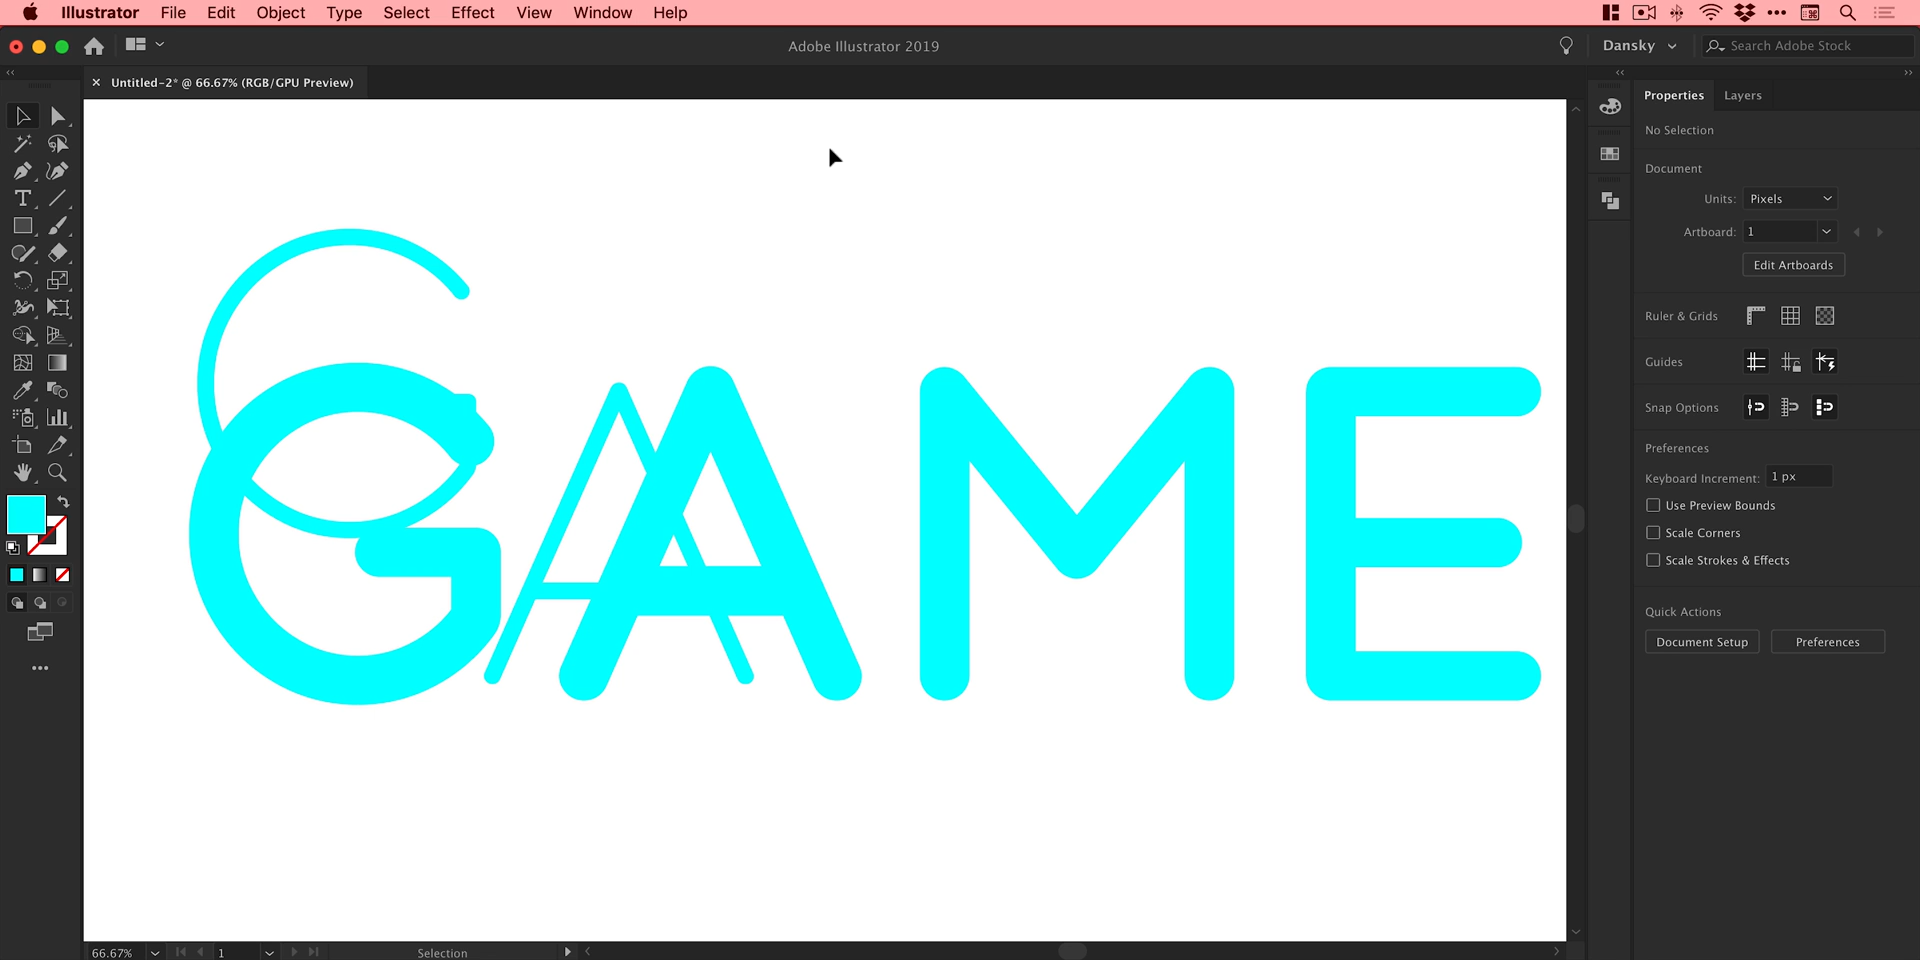 Illustrator File Edit Object Type Select Effect View Window Help
Adobe Illustrator 2019
Dansky
Search Adobe Stock
× Untitled-2* @ 66.67% (RGB/GPU Preview)
Properties Layers
No Selection
Document
Units: Pixels
Artboard: 1
Edit Artboards
Ruler & Grids
Guides
Snap Options
Preferences
Keyboard Increment: 1 px
Use Preview Bounds
Scale Corners
Scale Strokes & Effects
Quick Actions
Document Setup Preferences
GA
GAME
66.67% 1 Selection